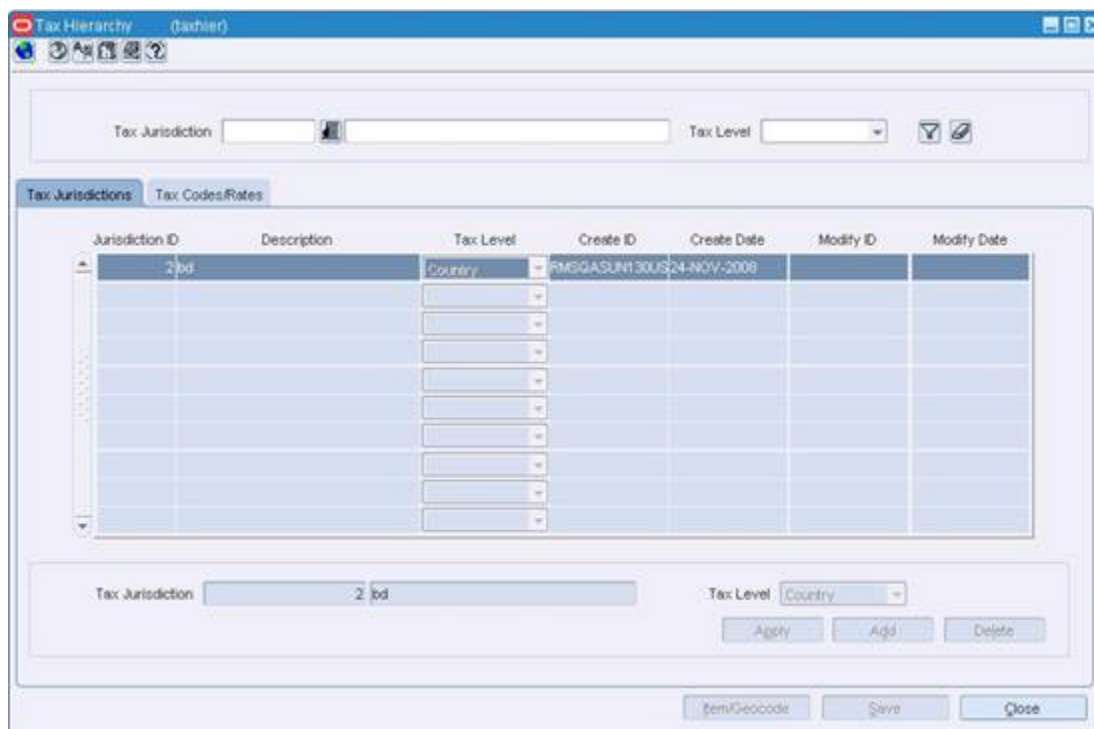 Tax Hierarchy (taxhier)
Tax Jurisdiction Tax Level
Tax Jurisdictions Tax Codes/Rates
Jurisdiction ID Description Tax Level Create ID Create Date Modify ID Modify Date
2 bd Country RMSGASUN130US 24-NOV-2008
Tax Jurisdiction 2 bd Tax Level Country
Apply Add Delete
Item/Geocode Save Close